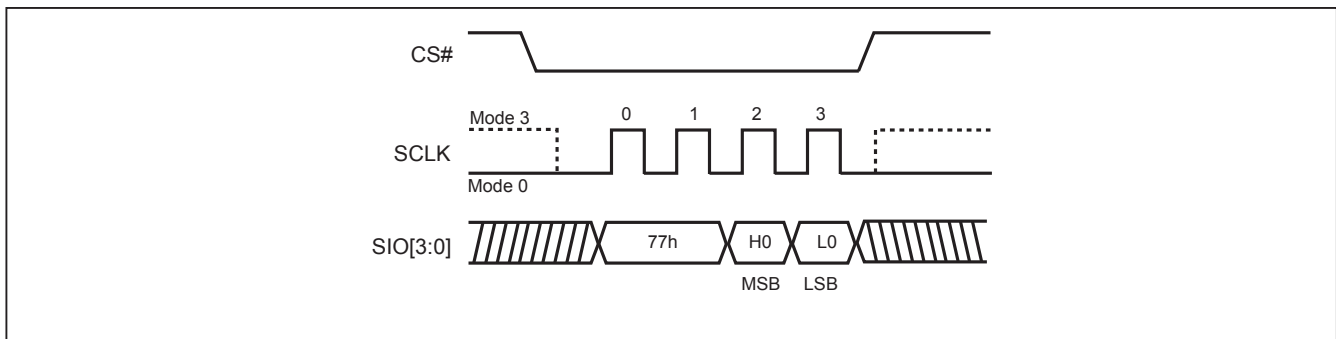 CS#
Mode 3
0 1 2 3
SCLK
Mode 0
SIO[3:0]
77h H0 L0
MSB LSB